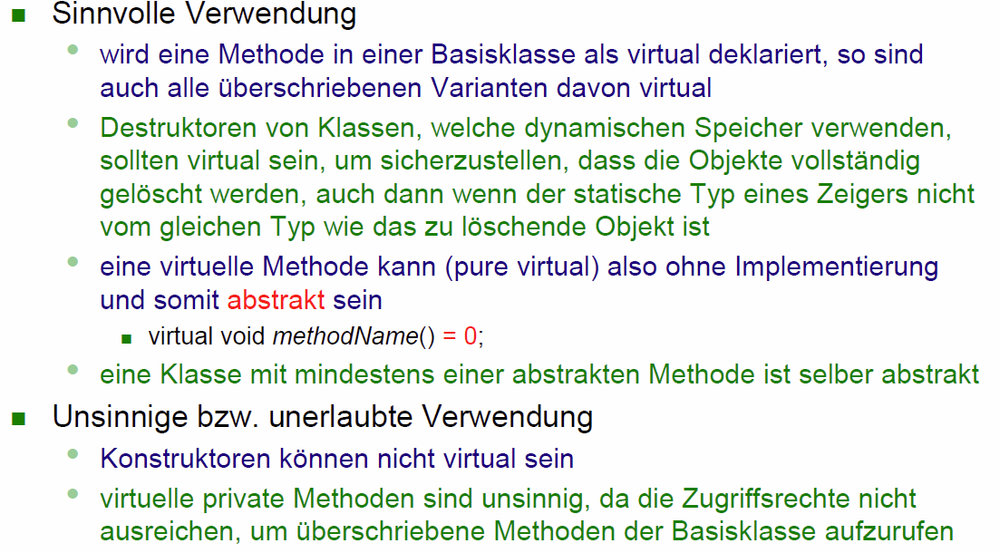 Sinnvolle Verwendung
wird eine Methode in einer Basisklasse als virtual deklariert, so sind
auch alle überschriebenen Varianten davon virtual
Destruktoren von Klassen, welche dynamischen Speicher verwenden,
sollten virtual sein, um sicherzustellen, dass die Objekte vollständig
gelöscht werden, auch dann wenn der statische Typ eines Zeigers nicht
vom gleichen Typ wie das zu löschende Objekt ist
eine virtuelle Methode kann (pure virtual) also ohne Implementierung
und somit abstrakt sein
virtual void methodName() = 0;
eine Klasse mit mindestens einer abstrakten Methode ist selber abstrakt
Unsinnige bzw. unerlaubte Verwendung
Konstruktoren können nicht virtual sein
virtuelle private Methoden sind unsinnig, da die Zugriffsrechte nicht
ausreichen, um überschriebene Methoden der Basisklasse aufzurufen